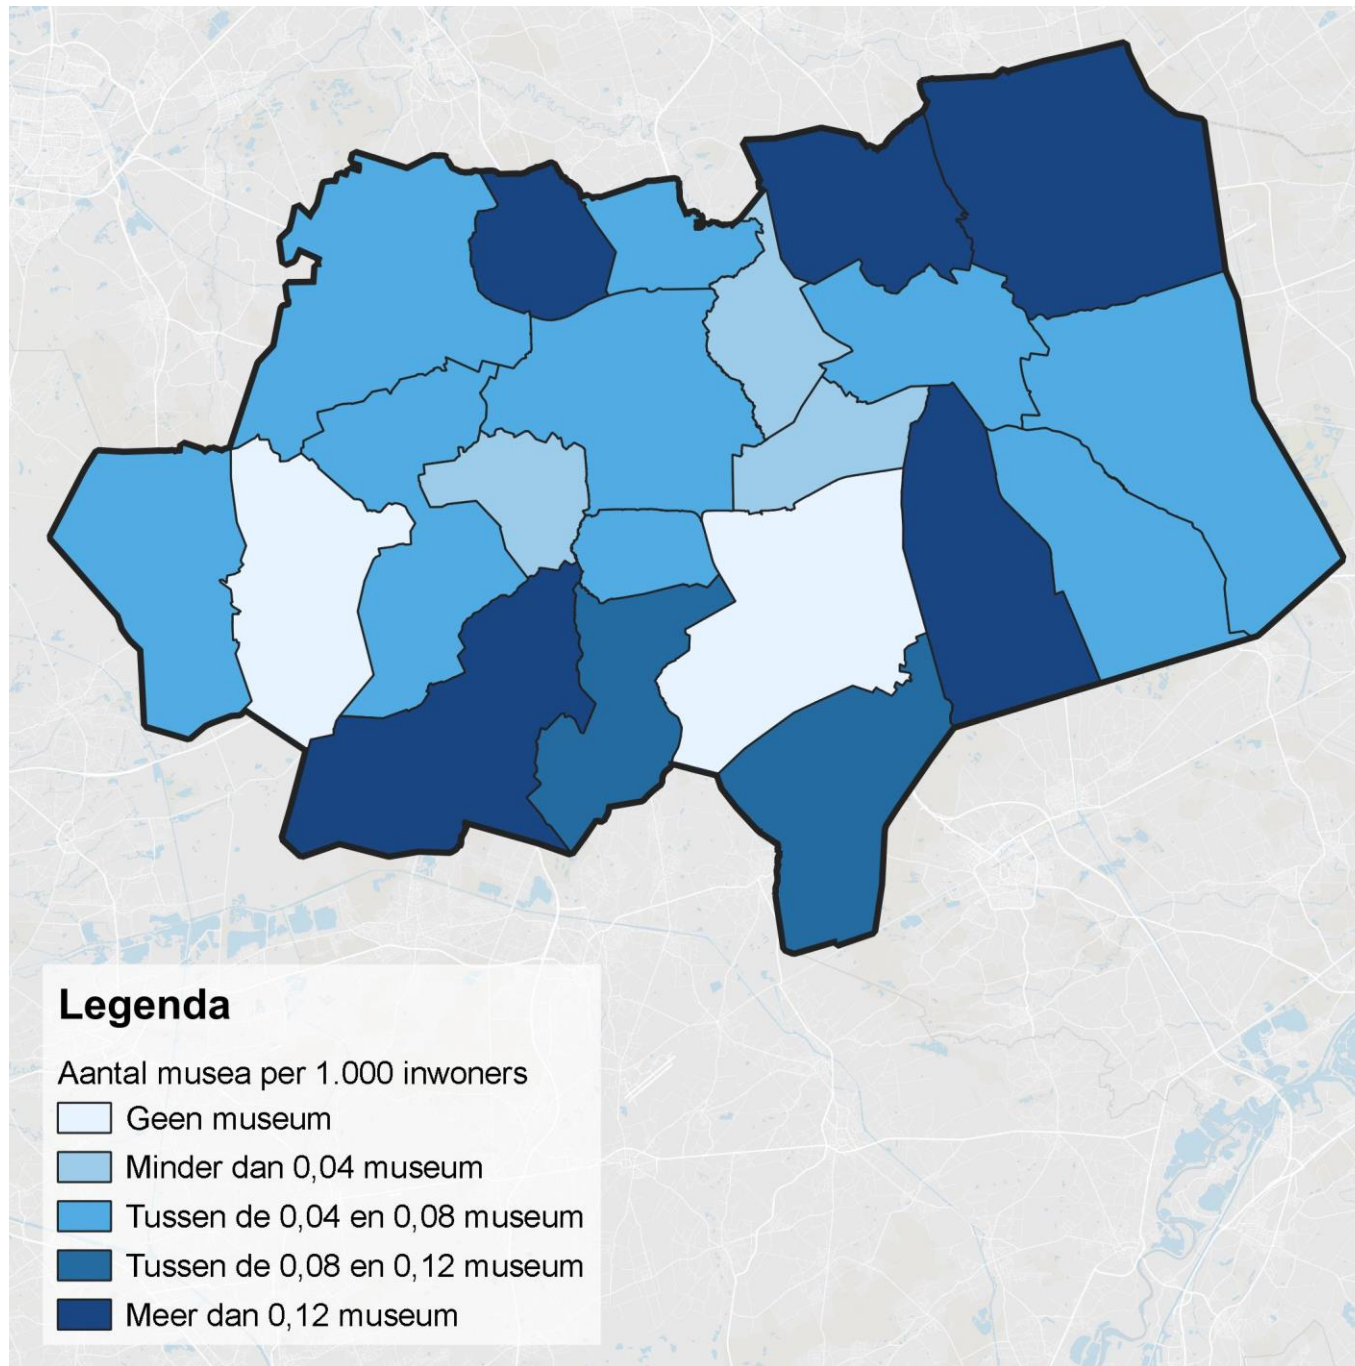 Legenda
Aantal musea per 1.000 inwoners
Geen museum
Minder dan 0,04 museum
Tussen de 0,04 en 0,08 museum
Tussen de 0,08 en 0,12 museum
Meer dan 0,12 museum